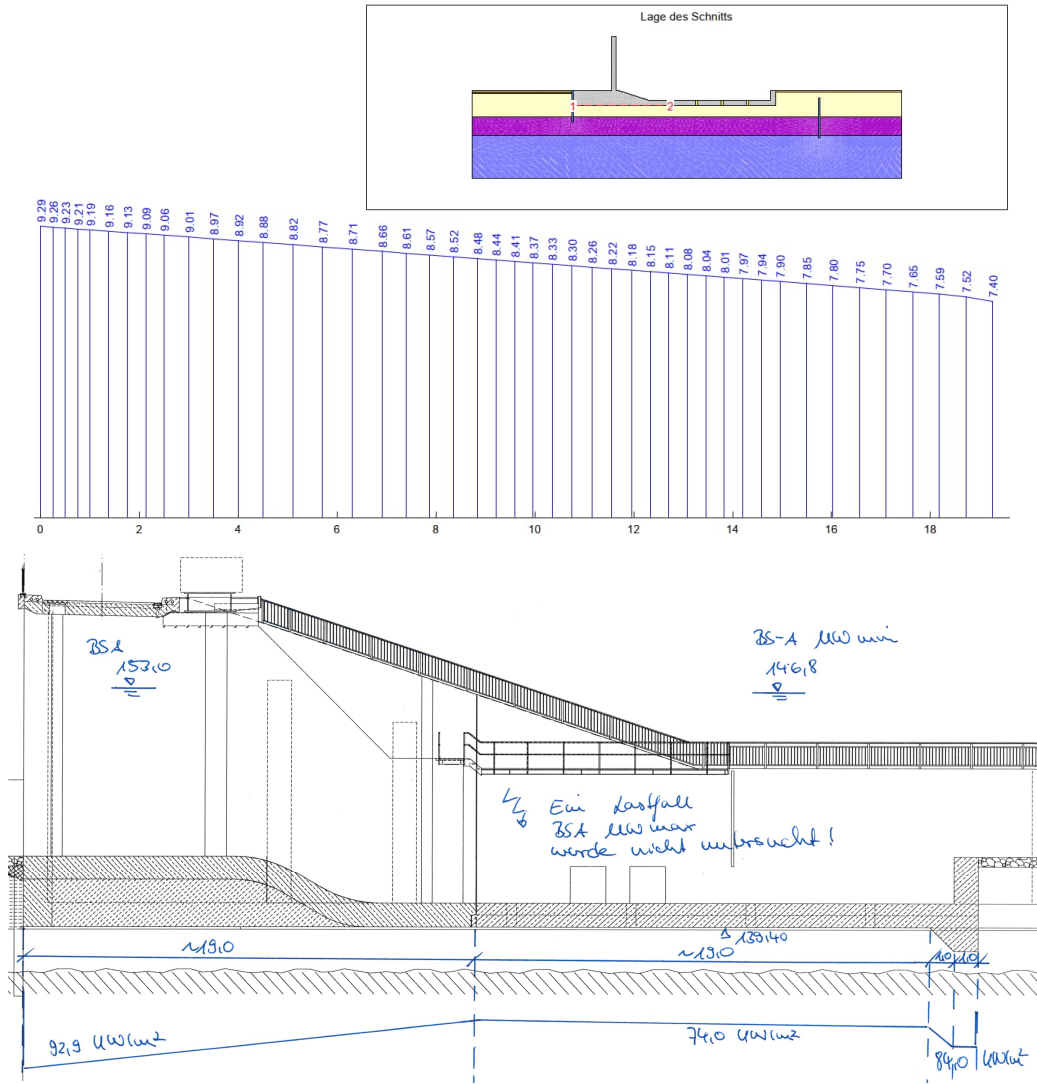 Lage des Schnitts
1
2
9.29 9.26 9.23 9.21 9.19 9.16 9.13 9.09 9.06 9.01 8.97 8.92 8.88 8.82 8.77 8.71 8.66 8.61 8.57 8.52 8.48 8.44 8.41 8.37 8.33 8.30 8.26 8.22 8.18 8.15 8.11 8.08 8.04 8.01 7.97 7.94 7.90 7.85 7.80 7.75 7.70 7.65 7.59 7.52 7.40
0 2 4 6 8 10 12 14 16 18
BSA
153,0
BS-A UW min
146,8
Ein Lastfall
BSA UW max
wurde nicht untersucht!
139,40
~19,0
~19,0
1,0
1,0
92,9 kN/m²
74,0 kN/m²
84,0 kN/m²